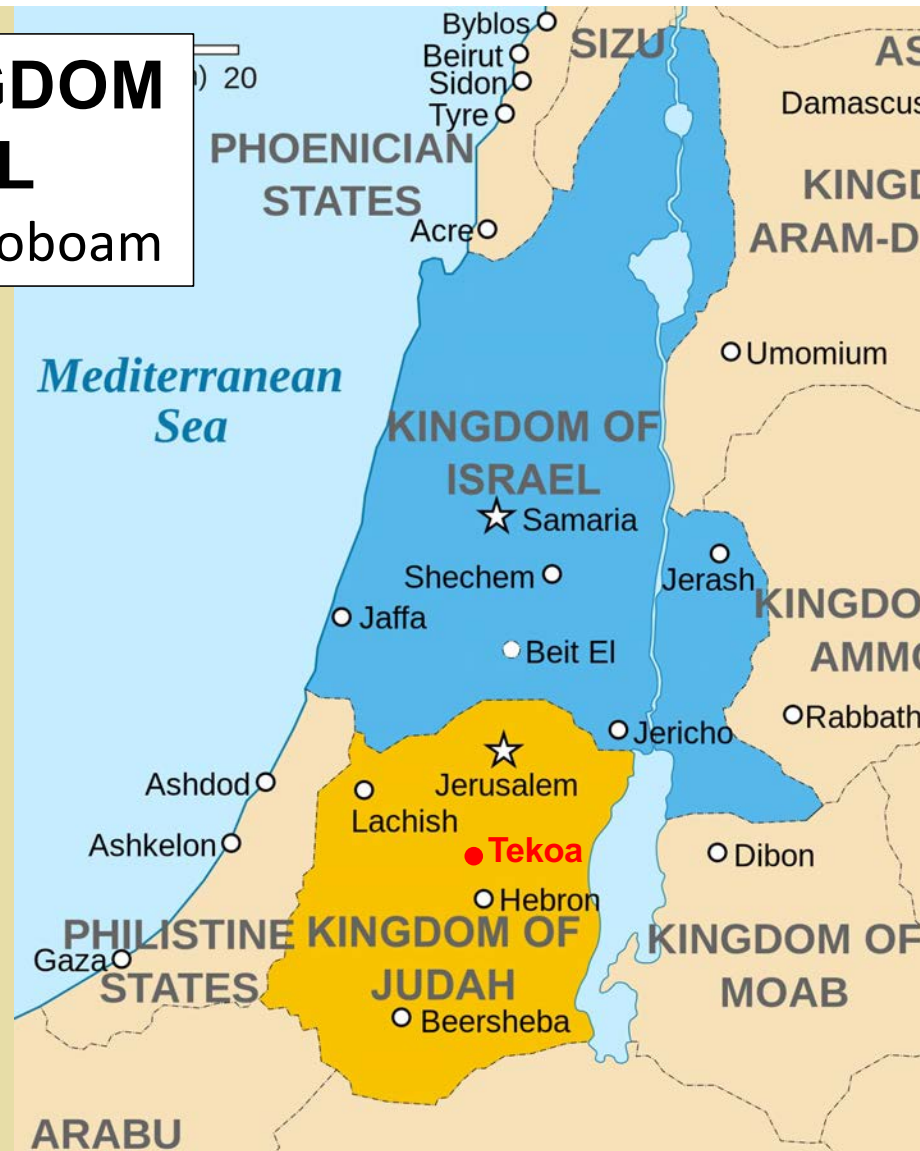 GDOM
L
oboam
) 20
Byblos
Beirut
Sidon
Tyre
SIZU
AS
Damascus
PHOENICIAN
STATES
KINGD
ARAM-D
Acre
Umomium
Mediterranean
Sea
KINGDOM OF
ISRAEL
Samaria
Shechem
Jerash
Jaffa
KINGDO
AMMO
Beit El
Rabbath
Jericho
Jerusalem
Ashdod
Lachish
Ashkelon
Tekoa
Dibon
Hebron
PHILISTINE
STATES
KINGDOM OF
JUDAH
KINGDOM OF
MOAB
Gaza
Beersheba
ARABU